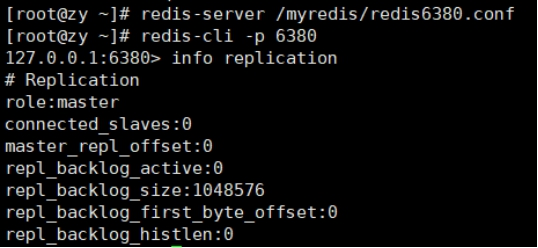 [root@zy ~]# redis-server /myredis/redis6380.conf
[root@zy ~]# redis-cli -p 6380
127.0.0.1:6380> info replication
# Replication
role:master
connected_slaves:0
master_repl_offset:0
repl_backlog_active:0
repl_backlog_size:1048576
repl_backlog_first_byte_offset:0
repl_backlog_histlen:0